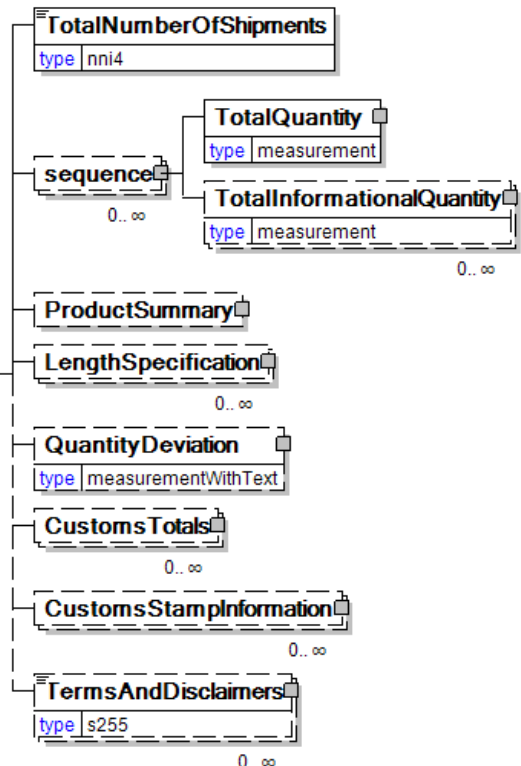 TotalNumberOfShipments
type nni4
TotalQuantity
type measurement
sequence
0.. ∞
TotalInformationalQuantity
type measurement
0.. ∞
ProductSummary
LengthSpecification
0.. ∞
QuantityDeviation
type measurementWithText
CustomsTotals
0.. ∞
CustomsStampInformation
0.. ∞
TermsAndDisclaimers
type s255
0.. ∞